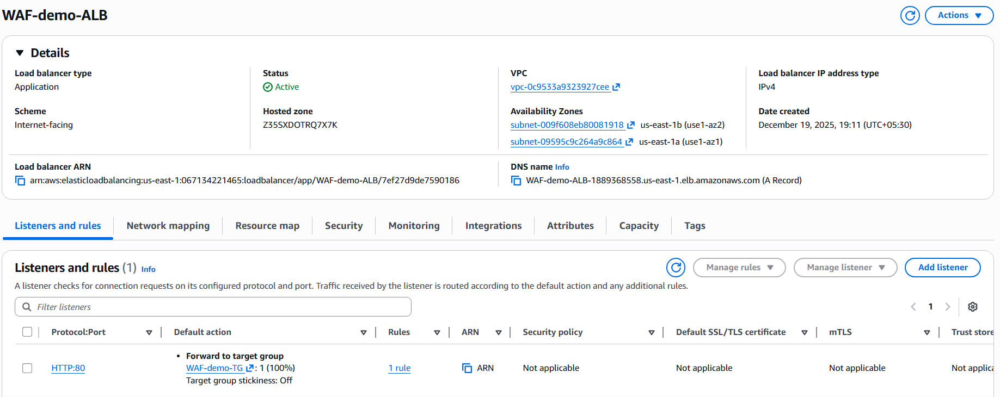 WAF-demo-ALB
Actions
Details
Load balancer type
Application
Status
Active
VPC
vpc-0c9533a9323927cee
Load balancer IP address type
IPv4
Scheme
Internet-facing
Hosted zone
Z35SXDOTRQ7X7K
Availability Zones
subnet-009f608eb80081918 us-east-1b (use1-az2)
subnet-09595c9c264a9c864 us-east-1a (use1-az1)
Date created
December 19, 2025, 19:11 (UTC+05:30)
Load balancer ARN
arn:aws:elasticloadbalancing:us-east-1:067134221465:loadbalancer/app/WAF-demo-ALB/7ef27d9de7590186
DNS name Info
WAF-demo-ALB-1889368558.us-east-1.elb.amazonaws.com (A Record)
Listeners and rules Network mapping Resource map Security Monitoring Integrations Attributes Capacity Tags
Listeners and rules (1) Info
Manage rules Manage listener Add listener
A listener checks for connection requests on its configured protocol and port. Traffic received by the listener is routed according to the default action and any additional rules.
Filter listeners
1
Protocol:Port Default action Rules ARN Security policy Default SSL/TLS certificate mTLS Trust store
HTTP:80
• Forward to target group
WAF-demo-TG : 1 (100%)
Target group stickiness: Off
1 rule
ARN
Not applicable
Not applicable
Not applicable
Not applica